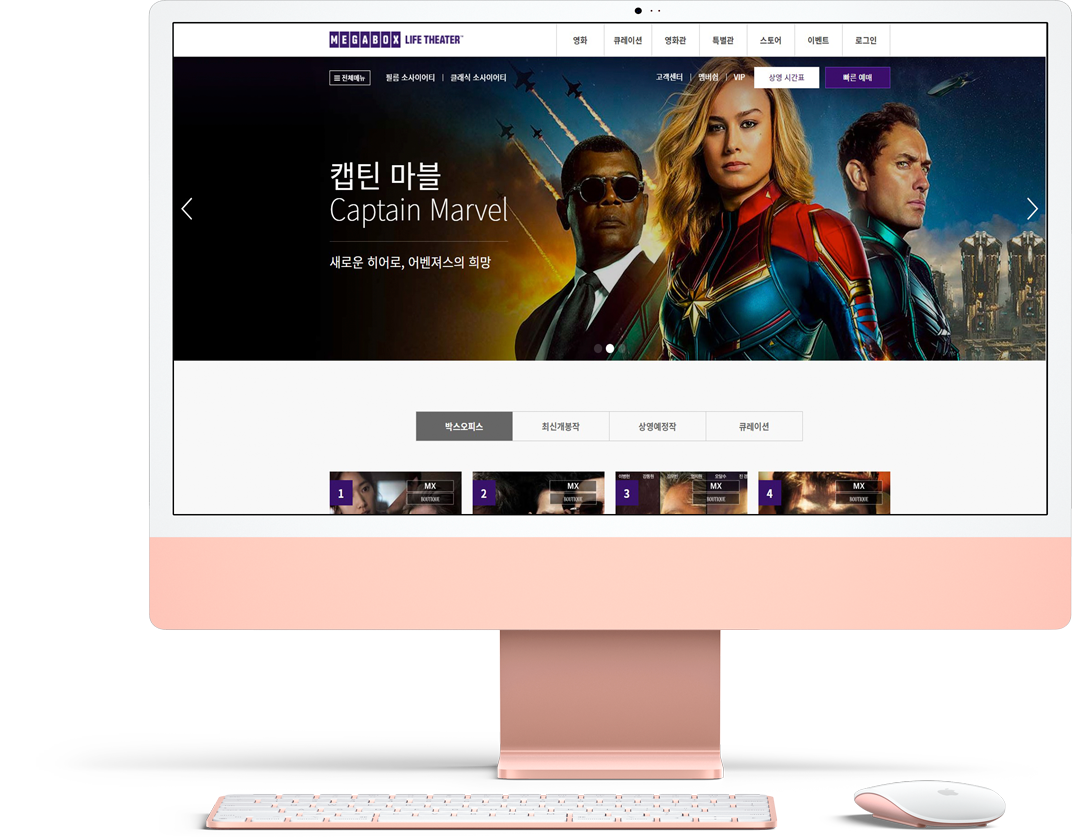 MEGABOX LIFE THEATER™
영화 큐레이션 영화관 특별관 스토어 이벤트 로그인
전체메뉴 필름 소사이어티 | 클래식 소사이어티 고객센터 | 멤버쉽 | VIP 상영 시간표 빠른 예매
캡틴 마블
Captain Marvel
새로운 히어로, 어벤져스의 희망
박스오피스 최신개봉작 상영예정작 큐레이션
1 MX BOUTIQUE
2 MX BOUTIQUE
3 MX BOUTIQUE
4 MX BOUTIQUE